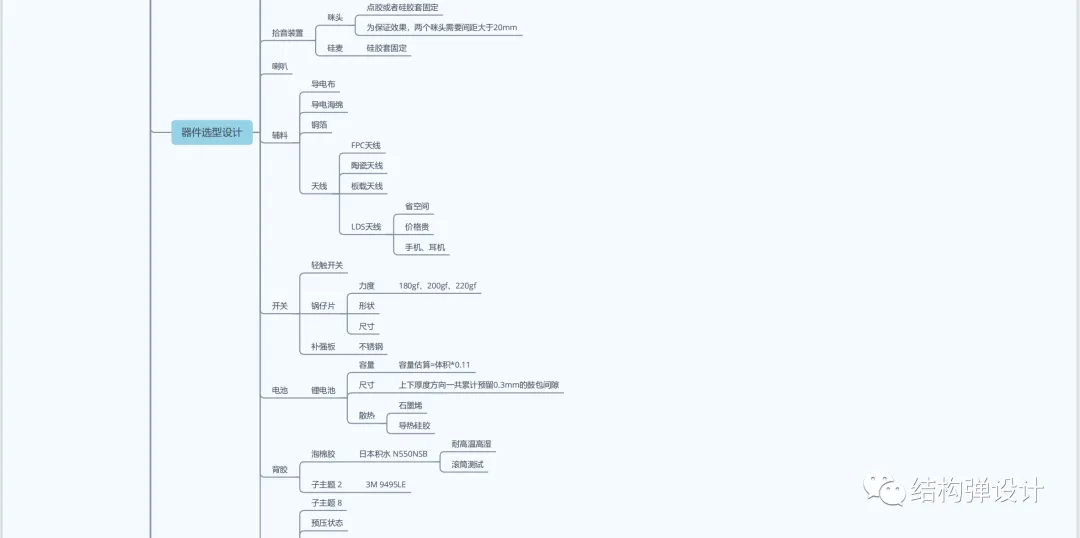 点胶或者硅胶套固定
咪头
为保证效果，两个咪头需要间距大于20mm
拾音装置
硅麦 硅胶套固定
喇叭
导电布
导电海绵
铜箔
器件选型设计
辅料
FPC天线
陶瓷天线
天线 板载天线
省空间
LDS天线 价格贵
手机、耳机
轻触开关
力度 180gf、200gf、220gf
开关 锅仔片 形状
尺寸
补强板 不锈钢
容量 容量估算=体积*0.11
尺寸 上下厚度方向一共累计预留0.3mm的鼓包间隙
电池 锂电池
石墨烯
散热
导热硅胶
耐高温高湿
泡棉胶 日本积水 N550NSB
滚筒测试
背胶
子主题 2 3M 9495LE
子主题 8
预压状态
结构弹设计